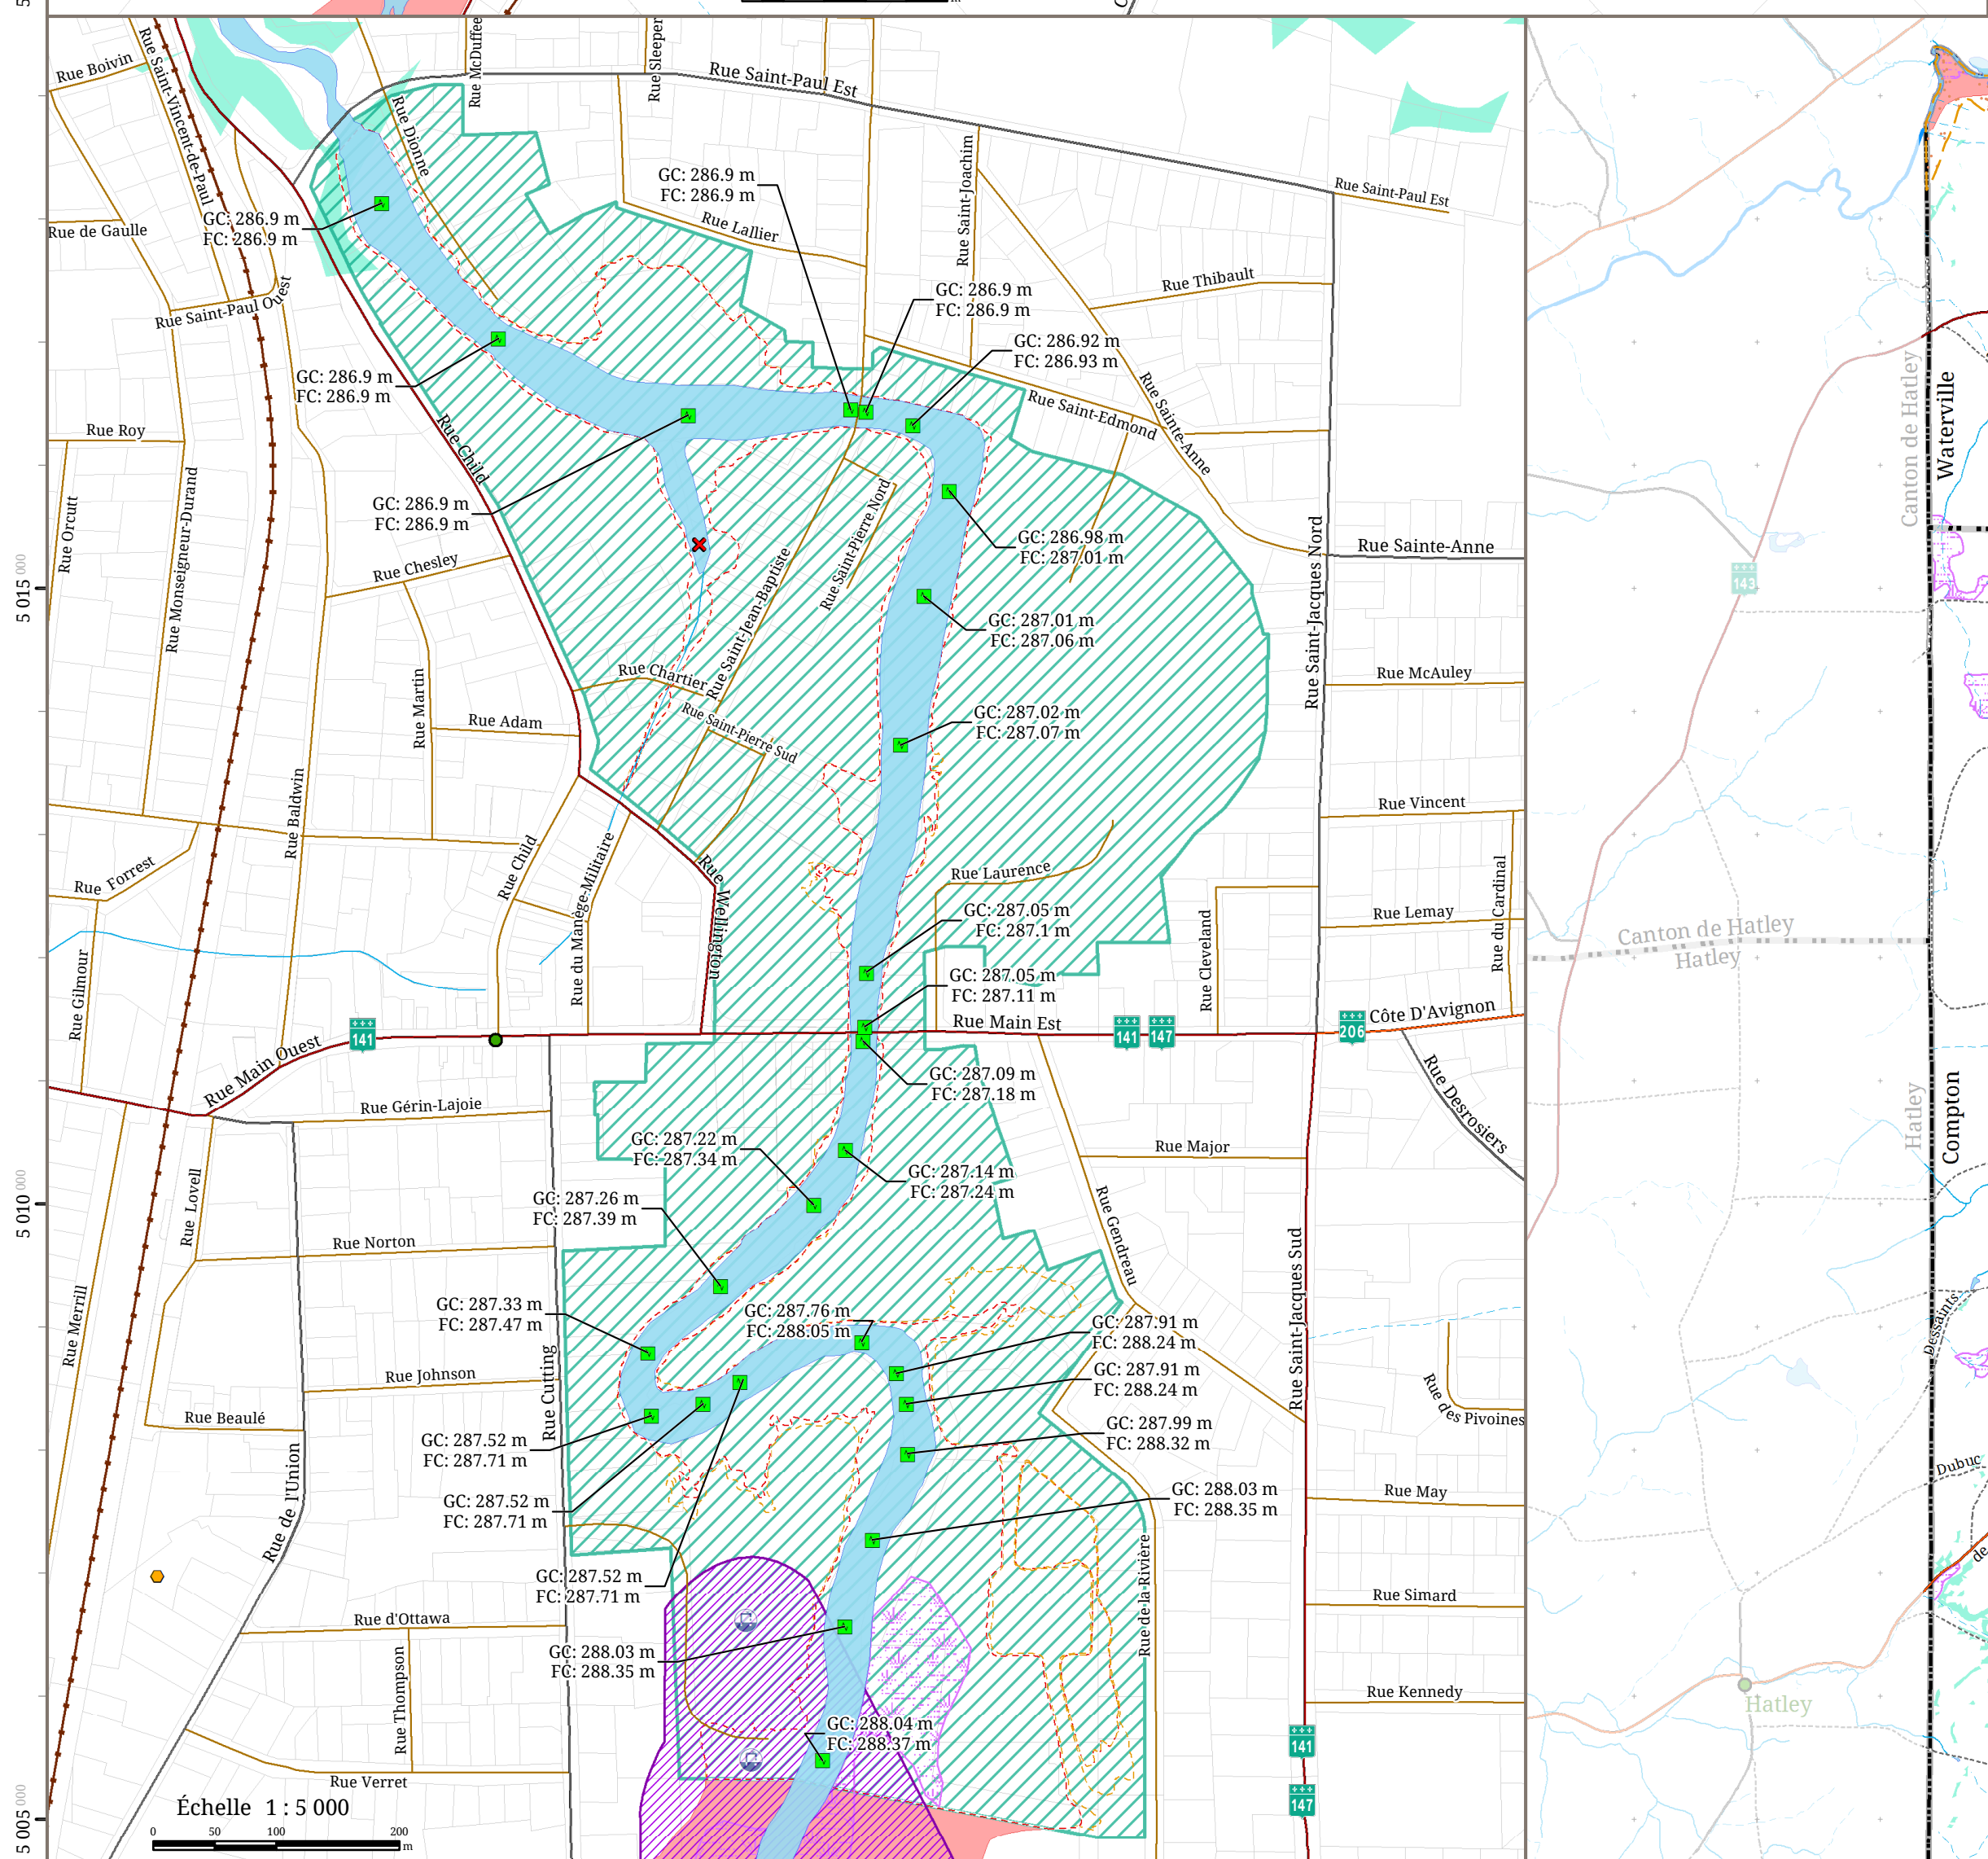 Rue Boivin
Rue Saint-Vincent-de-Paul
Rue McDuffee
Rue Sleeper
Rue Saint-Paul Est
Rue Dionne
Rue Saint-Joachim
Rue Saint-Paul Est
GC: 286.9 m
FC: 286.9 m
GC: 286.9 m
FC: 286.9 m
Rue de Gaulle
Rue Lallier
Rue Thibault
Rue Saint-Paul Ouest
GC: 286.9 m
FC: 286.9 m
GC: 286.92 m
FC: 286.93 m
GC: 286.9 m
FC: 286.9 m
Rue Saint-Edmond
Rue Sainte-Anne
Rue Roy
Rue Child
Canton de Hatley
Waterville
GC: 286.9 m
FC: 286.9 m
Rue Orcutt
Rue Monseigneur-Durand
Rue Saint-Pierre Nord
GC: 286.98 m
FC: 287.01 m
Rue Saint-Jacques Nord
Rue Sainte-Anne
Rue Chesley
Rue Saint-Jean-Baptiste
143
5 015 000
GC: 287.01 m
FC: 287.06 m
Rue Martin
Rue Chartier
Rue McAuley
Rue Adam
Rue Saint-Pierre Sud
GC: 287.02 m
FC: 287.07 m
Rue Baldwin
Rue Vincent
Rue Forrest
Rue Child
Rue du Manège-Militaire
Rue Wellington
Rue Laurence
Rue du Cardinal
GC: 287.05 m
FC: 287.1 m
Rue Lemay
Rue Cleveland
Canton de Hatley
Hatley
Rue Gilmour
GC: 287.05 m
FC: 287.11 m
Rue Main Est
141
141
147
206
Côte D'Avignon
Rue Main Ouest
GC: 287.09 m
FC: 287.18 m
Rue Desrosiers
Rue Gérin-Lajoie
Hatley
Compton
GC: 287.22 m
FC: 287.34 m
Rue Major
GC: 287.14 m
FC: 287.24 m
5 010 000
Rue Lovell
GC: 287.26 m
FC: 287.39 m
Rue Norton
Rue Gendreau
Rue Saint-Jacques Sud
Rue Merrill
GC: 287.33 m
FC: 287.47 m
GC: 287.76 m
FC: 288.05 m
GC: 287.91 m
FC: 288.24 m
Dessaints
Rue Johnson
Rue Cutting
GC: 287.91 m
FC: 288.24 m
Rue des Pivoines
Rue Beaulé
GC: 287.52 m
FC: 287.71 m
GC: 287.99 m
FC: 288.32 m
Dubuc
Rue de l'Union
GC: 287.52 m
FC: 287.71 m
GC: 288.03 m
FC: 288.35 m
Rue May
GC: 287.52 m
FC: 287.71 m
Rue de la Rivière
Rue Simard
Rue d'Ottawa
GC: 288.03 m
FC: 288.35 m
Rue Thompson
Rue Kennedy
Hatley
GC: 288.04 m
FC: 288.37 m
141
Rue Verret
147
Échelle 1 : 5 000
5 005 000
0 50 100 200
m